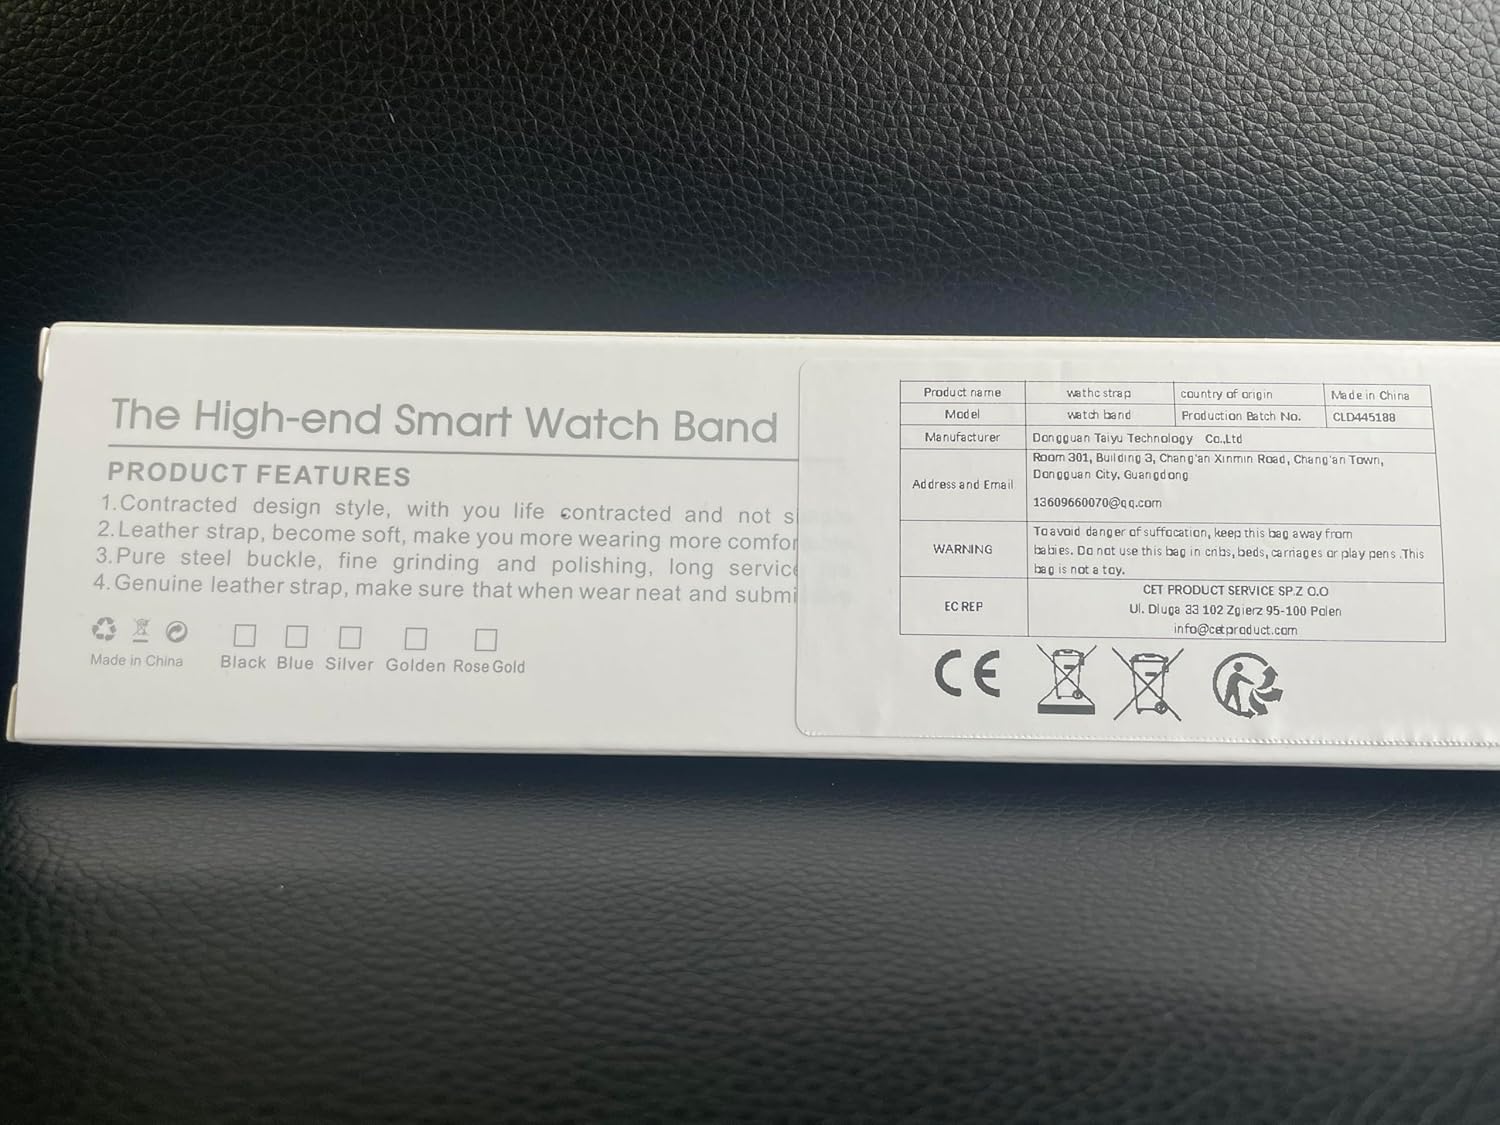 The High-end Smart Watch Band
PRODUCT FEATURES
1.Contracted design style, with you life contracted and not
2.Leather strap, become soft, make you more wearing more
3.Pure steel buckle, fine grinding and polishing, long service
4.Genuine leather strap, make sure that when wear neat and
Made in China
Black Blue Silver Golden Rose Gold
Product name wathc strap country of origin Made in China
Model watch band Production Batch No. CLD445188
Manufacturer Dongguan Taiyu Technology Co.,Ltd
Address and Email
Room 301, Building 3, Chang'an Xinmin Road, Chang'an Town,
Dongguan City, Guangdong
13609660070@qq.com
WARNING
To avoid danger of suffocation, keep this bag away from
babies. Do not use this bag in cribs, beds, carriages or play pens .This
bag is not a toy.
EC REP
CET PRODUCT SERVICE SP.Z O.O
Ul. Dluga 33 102 Zgierz 95-100 Polen
info@cetproduct.com
CE